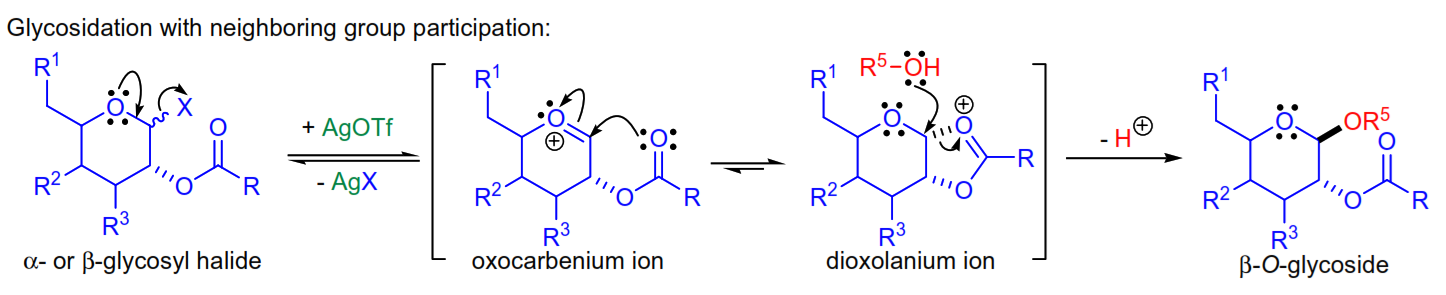 Glycosidation with neighboring group participation:
R¹
O
X
R²
R³
O
O
R
α- or β-glycosyl halide
+ AgOTf
- AgX
R¹
O
⊕
R²
R³
O
O
R
oxocarbenium ion
R⁵-OH
R¹
O
O
⊕
R
O
R²
R³
dioxolanium ion
- H⊕
R¹
O
OR⁵
O
R²
R³
O
R
β-O-glycoside